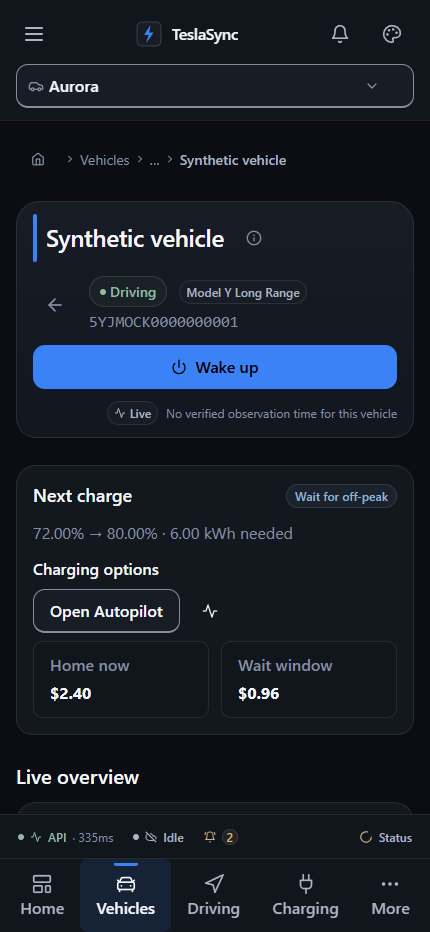 TeslaSync
Aurora
Vehicles ... Synthetic vehicle
Synthetic vehicle
Driving Model Y Long Range
5YJMOCK0000000001
Wake up
Live No verified observation time for this vehicle
Next charge Wait for off-peak
72.00% → 80.00% · 6.00 kWh needed
Charging options
Open Autopilot
Home now Wait window
$2.40 $0.96
Live overview
API · 335ms Idle 2 Status
Home Vehicles Driving Charging More